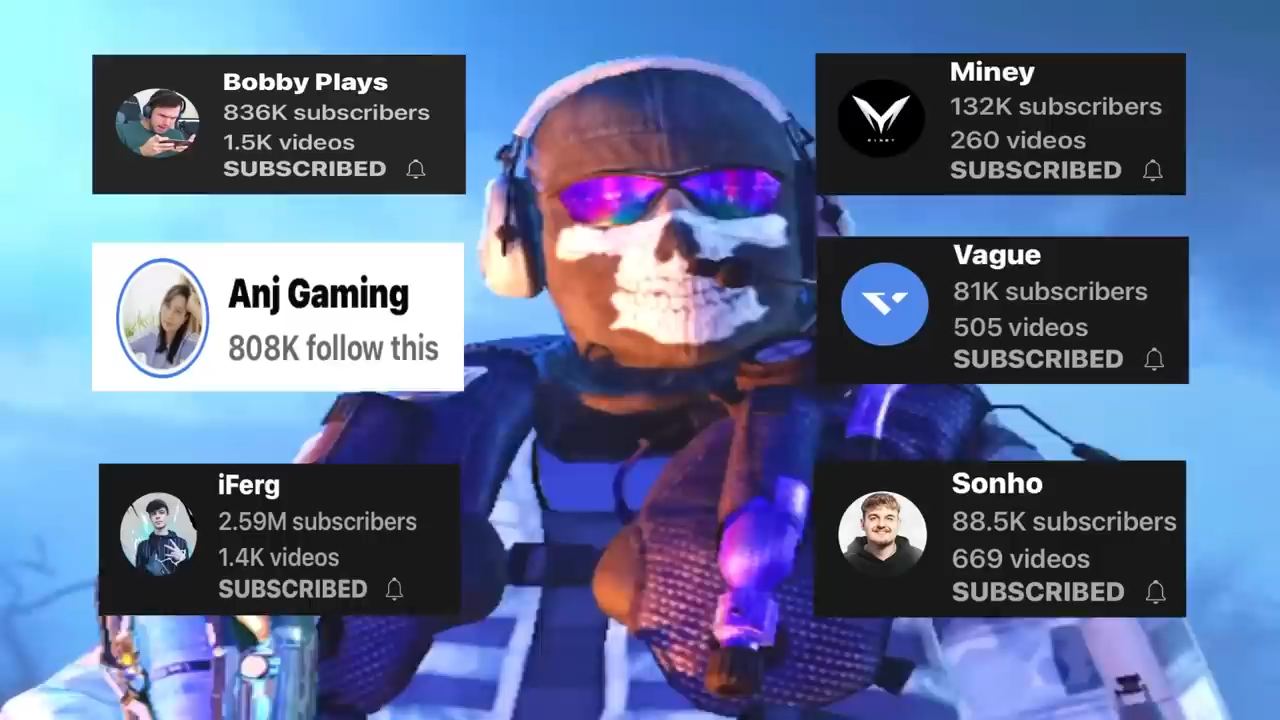 Bobby Plays
836K subscribers
1.5K videos
SUBSCRIBED
Anj Gaming
808K follow this
iFerg
2.59M subscribers
1.4K videos
SUBSCRIBED
Miney
132K subscribers
260 videos
SUBSCRIBED
Vague
81K subscribers
505 videos
SUBSCRIBED
Sonho
88.5K subscribers
669 videos
SUBSCRIBED